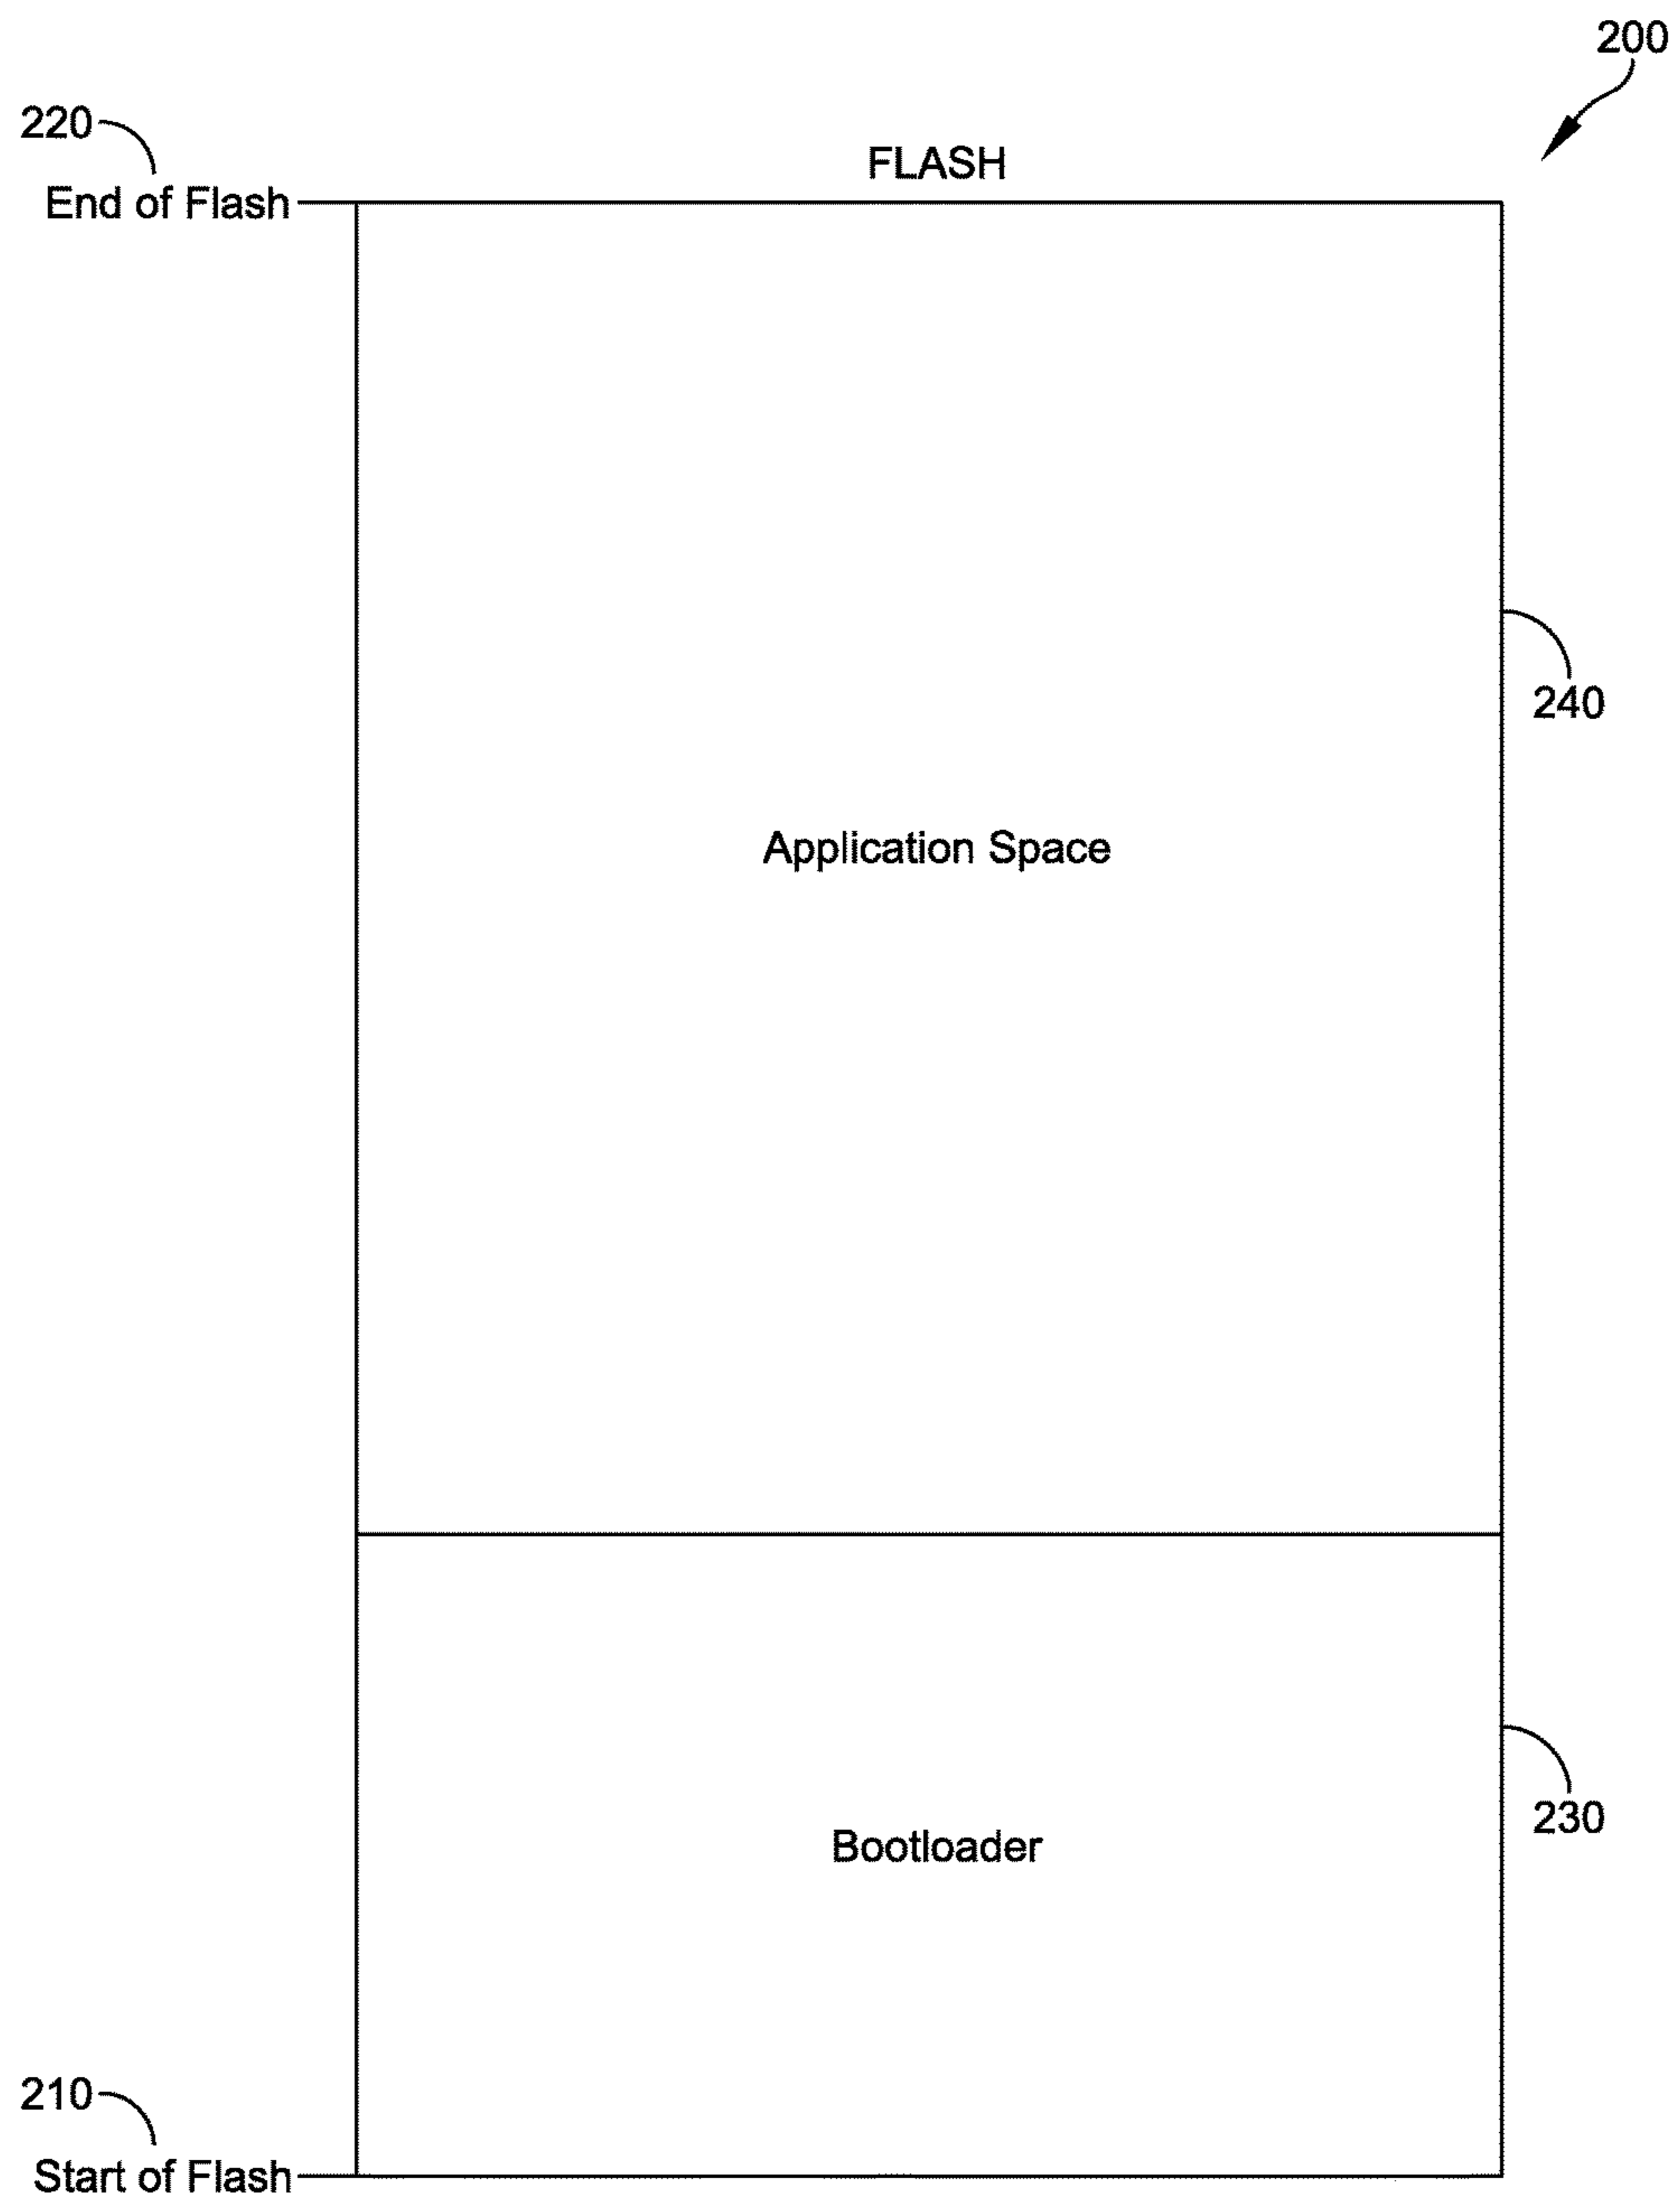 200
220
FLASH
End of Flash
240
Application Space
230
Bootloader
210
Start of Flash